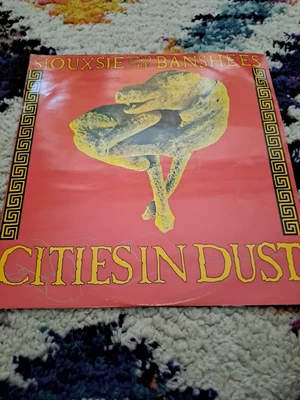 SIOUXSIE AND THE BANSHEES
CITIES IN DUST